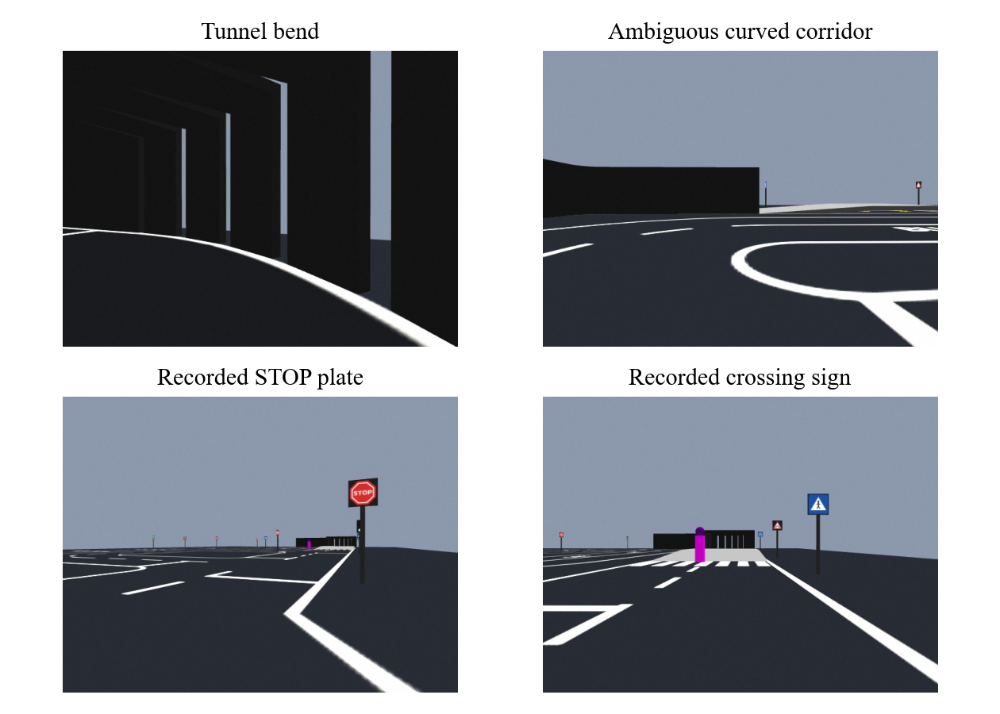 Tunnel bend
Ambiguous curved corridor
Recorded STOP plate
Recorded crossing sign
STOP